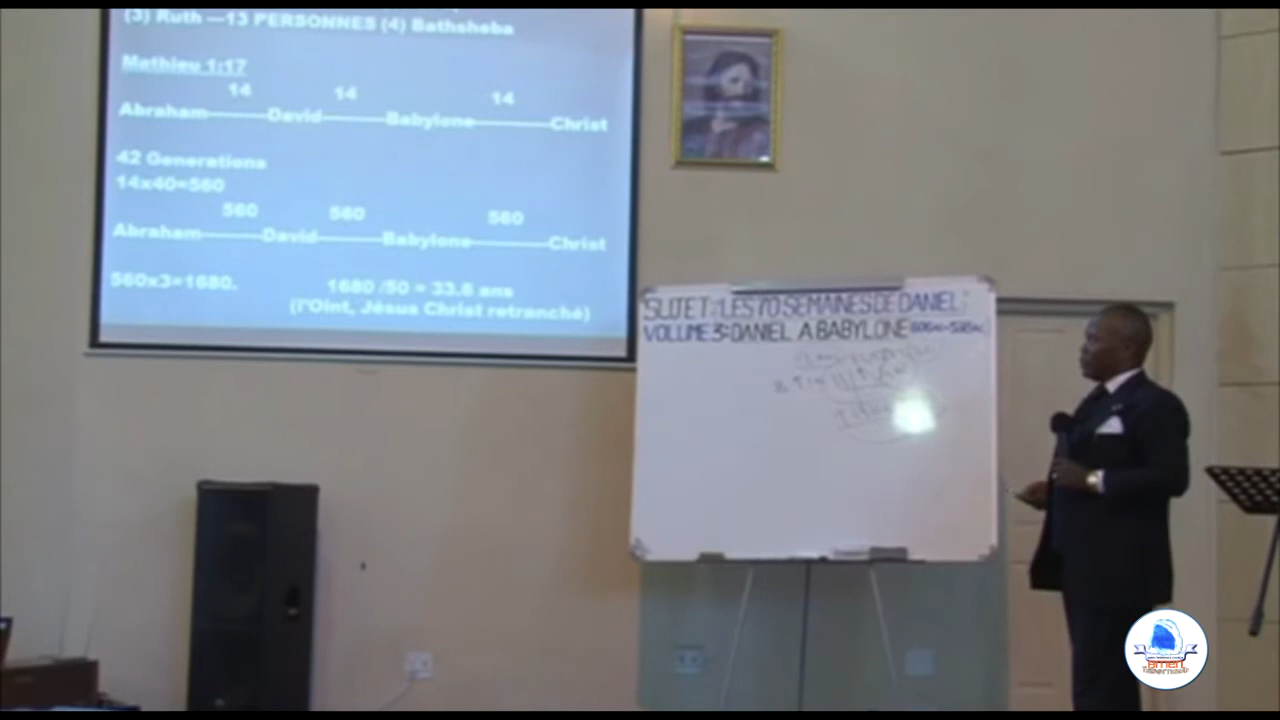 (3) Ruth —13 PERSONNES (4) Bathsheba
Mathieu 1:17
14 14 14
Abraham———David———Babylone———Christ
42 Generations
14x40=560
560 560 560
Abraham———David———Babylone———Christ
560x3=1680. 1680 /50 = 33.6 ans
(l'Oint, Jésus Christ retranché)
SUJET: LES 70 SEMAINES DE DANIEL:
VOLUME 3: DANIEL A BABYLONE